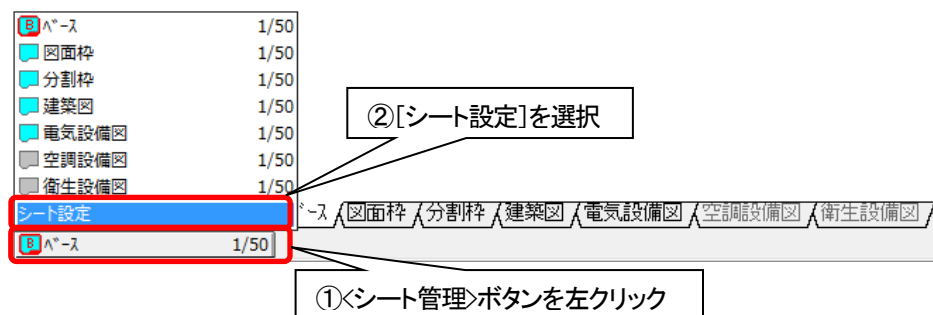 B ﾍﾞｰｽ 1/50
図面枠 1/50
分割枠 1/50
建築図 1/50
電気設備図 1/50
空調設備図 1/50
衛生設備図 1/50
シート設定
ﾞｰｽ 図面枠 分割枠 建築図 電気設備図 空調設備図 衛生設備図
B ﾍﾞｰｽ 1/50
②[シート設定]を選択
①<シート管理>ボタンを左クリック